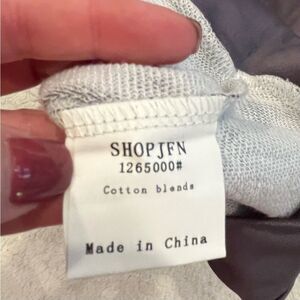 SHOPJFN
1265000#
Cotton blends
Made in China